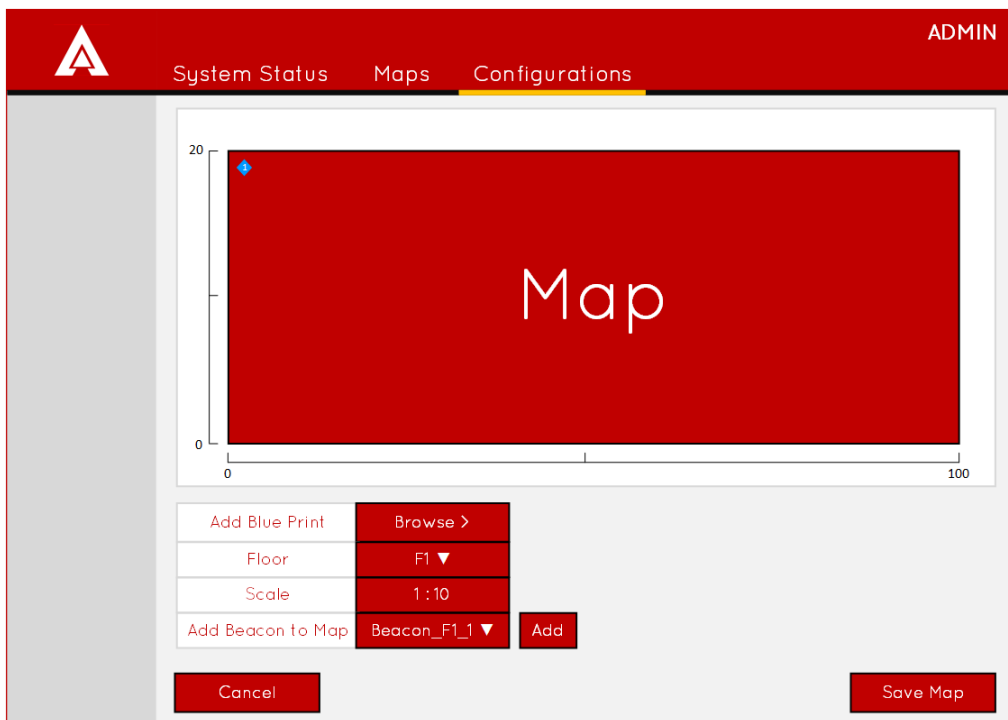 ADMIN
System Status Maps Configurations
20
1
Map
0
0 100
Add Blue Print Browse >
Floor F1 ▼
Scale 1 : 10
Add Beacon to Map Beacon_F1_1 ▼ Add
Cancel Save Map